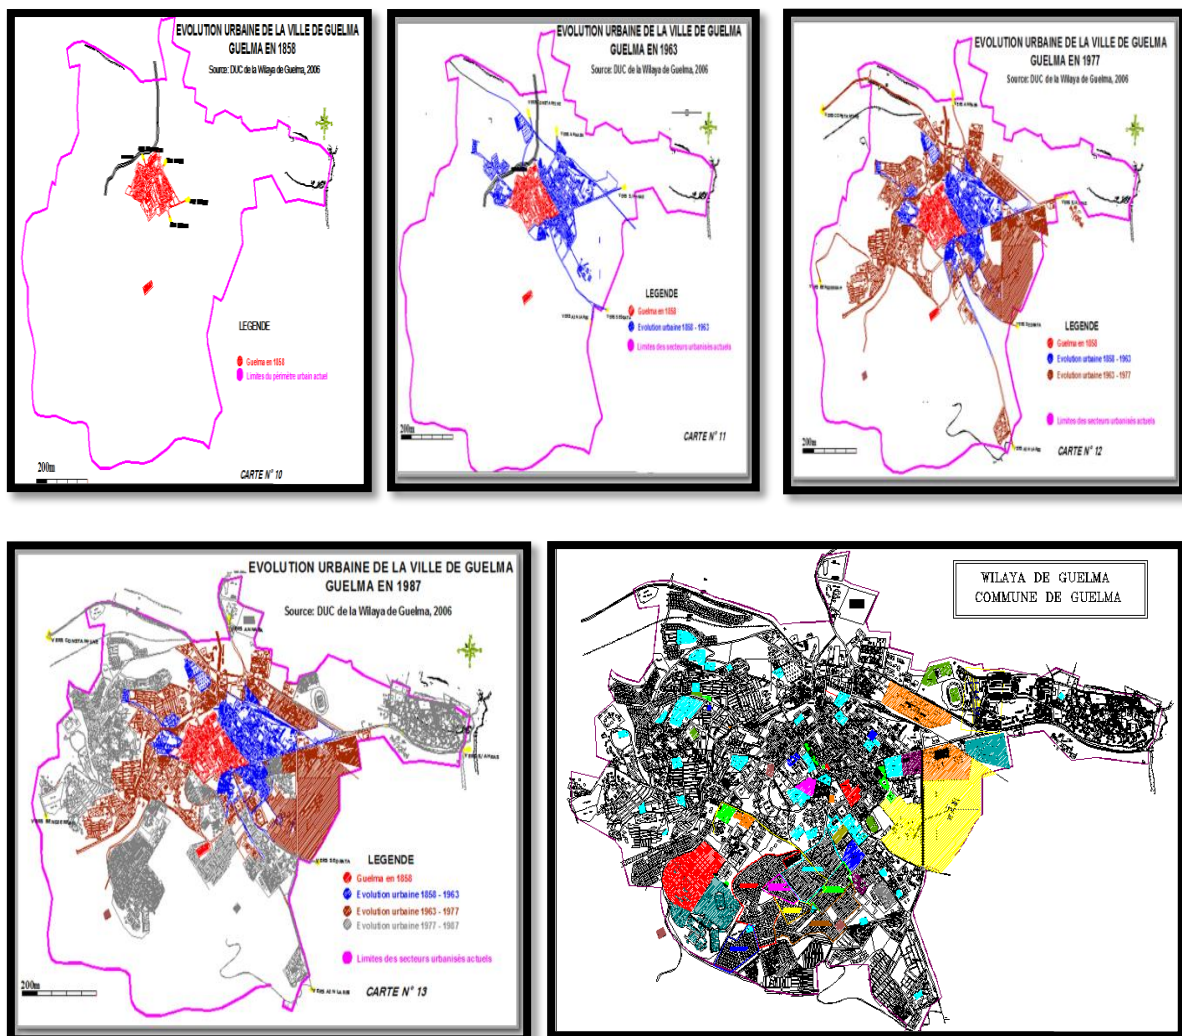 EVOLUTION URBAINE DE LA VILLE DE GUELMA
GUELMA EN 1858
Source: DUC de la Wilaya de Guelma, 2006
LEGENDE
Guelma en 1858
Limites du périmètre urbain actuel
200m
CARTE N° 10
EVOLUTION URBAINE DE LA VILLE DE GUELMA
GUELMA EN 1963
Source: DUC de la Wilaya de Guelma, 2006
LEGENDE
Guelma en 1858
Evolution urbaine 1858 - 1963
Limites des secteurs urbanisés actuels
200m
CARTE N° 11
EVOLUTION URBAINE DE LA VILLE DE GUELMA
GUELMA EN 1977
Source: DUC de la Wilaya de Guelma, 2006
LEGENDE
Guelma en 1858
Evolution urbaine 1858 - 1963
Evolution urbaine 1963 - 1977
Limites des secteurs urbanisés actuels
200m
CARTE N° 12
EVOLUTION URBAINE DE LA VILLE DE GUELMA
GUELMA EN 1987
Source: DUC de la Wilaya de Guelma, 2006
LEGENDE
Guelma en 1858
Evolution urbaine 1858 - 1963
Evolution urbaine 1963 - 1977
Evolution urbaine 1977 - 1987
Limites des secteurs urbanisés actuels
200m
CARTE N° 13
WILAYA DE GUELMA
COMMUNE DE GUELMA